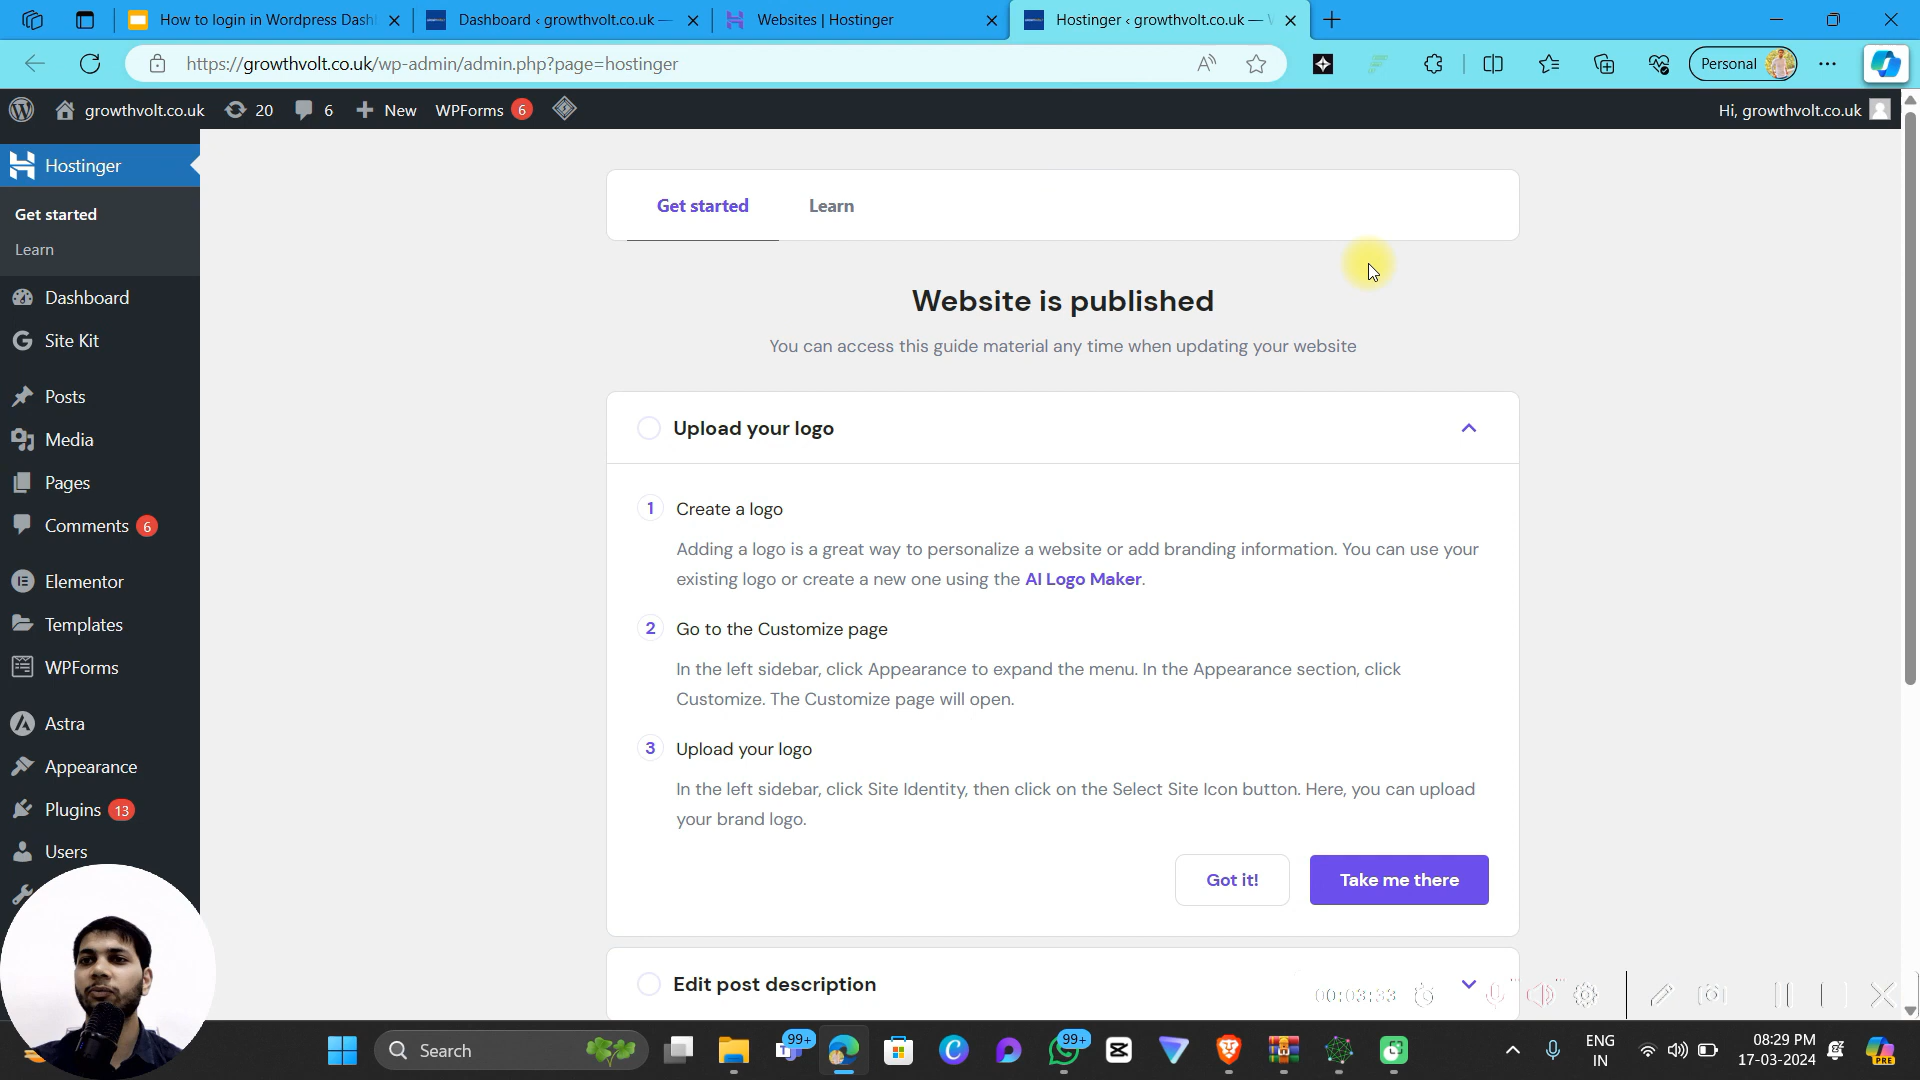 How to login in Wordpress Dash
Dashboard ‹ growthvolt.co.uk —
Websites | Hostinger
Hostinger ‹ growthvolt.co.uk —
https://growthvolt.co.uk/wp-admin/admin.php?page=hostinger
Personal
growthvolt.co.uk
20
6
New
WPForms 6
Hi, growthvolt.co.uk
Hostinger
Get started
Learn
Dashboard
Site Kit
Posts
Media
Pages
Comments 6
Elementor
Templates
WPForms
Astra
Appearance
Plugins 13
Users
Get started
Learn
Website is published
You can access this guide material any time when updating your website
Upload your logo
1 Create a logo
Adding a logo is a great way to personalize a website or add branding information. You can use your
existing logo or create a new one using the AI Logo Maker.
2 Go to the Customize page
In the left sidebar, click Appearance to expand the menu. In the Appearance section, click
Customize. The Customize page will open.
3 Upload your logo
In the left sidebar, click Site Identity, then click on the Select Site Icon button. Here, you can upload
your brand logo.
Got it!
Take me there
Edit post description
00:03:33
Search
99+
99+
ENG
IN
08:29 PM
17-03-2024
PRE